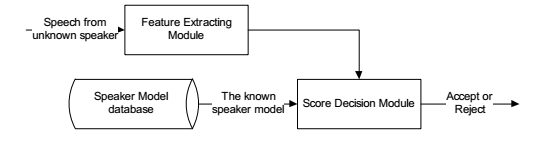 Speech from
unknown speaker
Feature Extracting
Module
Speaker Model
database
The known
speaker model
Score Decision Module
Accept or
Reject